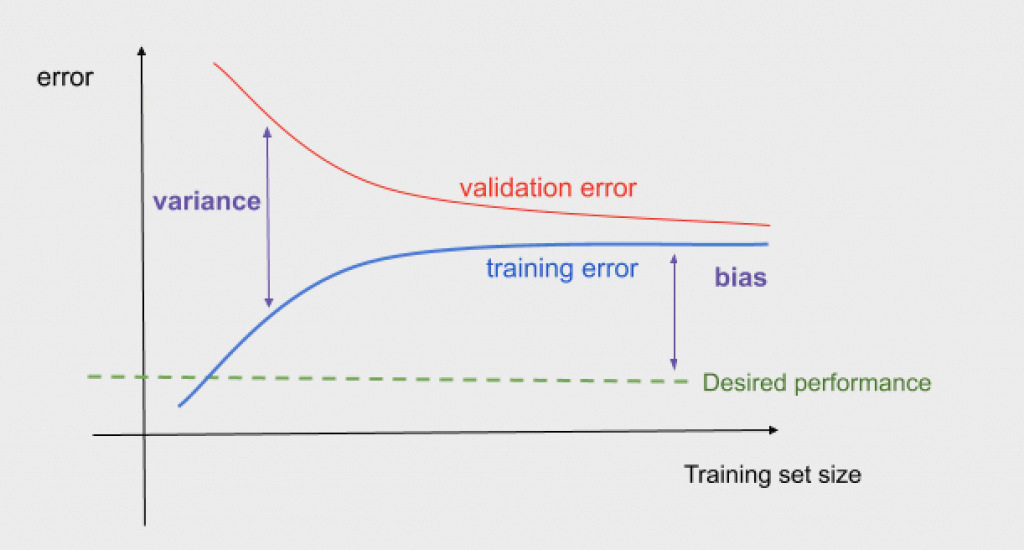 error
validation error
variance
training error
bias
Desired performance
Training set size